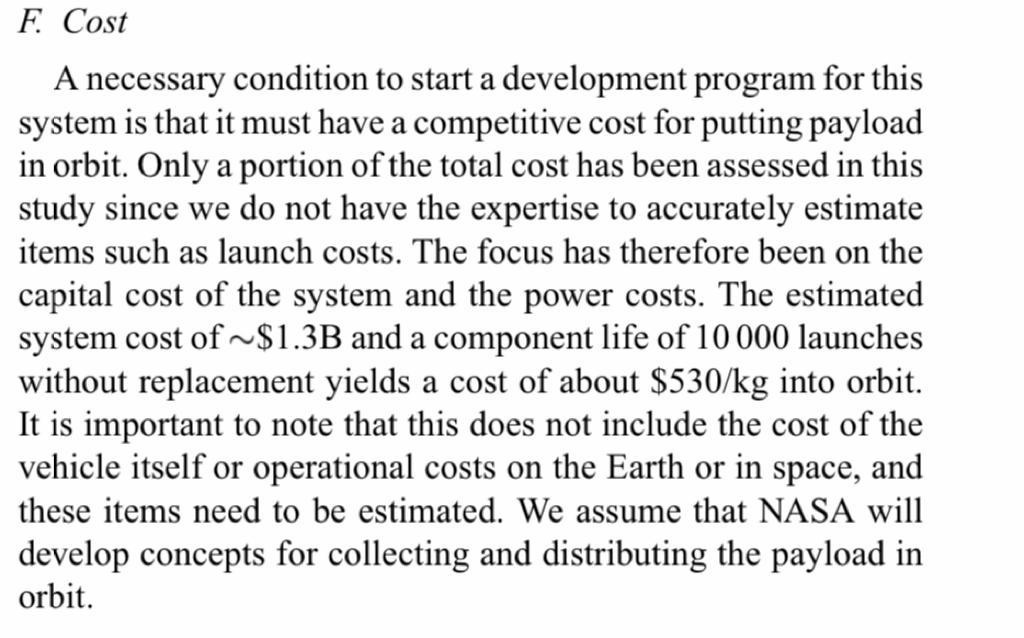 F. Cost
A necessary condition to start a development program for this
system is that it must have a competitive cost for putting payload
in orbit. Only a portion of the total cost has been assessed in this
study since we do not have the expertise to accurately estimate
items such as launch costs. The focus has therefore been on the
capital cost of the system and the power costs. The estimated
system cost of ~$1.3B and a component life of 10 000 launches
without replacement yields a cost of about $530/kg into orbit.
It is important to note that this does not include the cost of the
vehicle itself or operational costs on the Earth or in space, and
these items need to be estimated. We assume that NASA will
develop concepts for collecting and distributing the payload in
orbit.